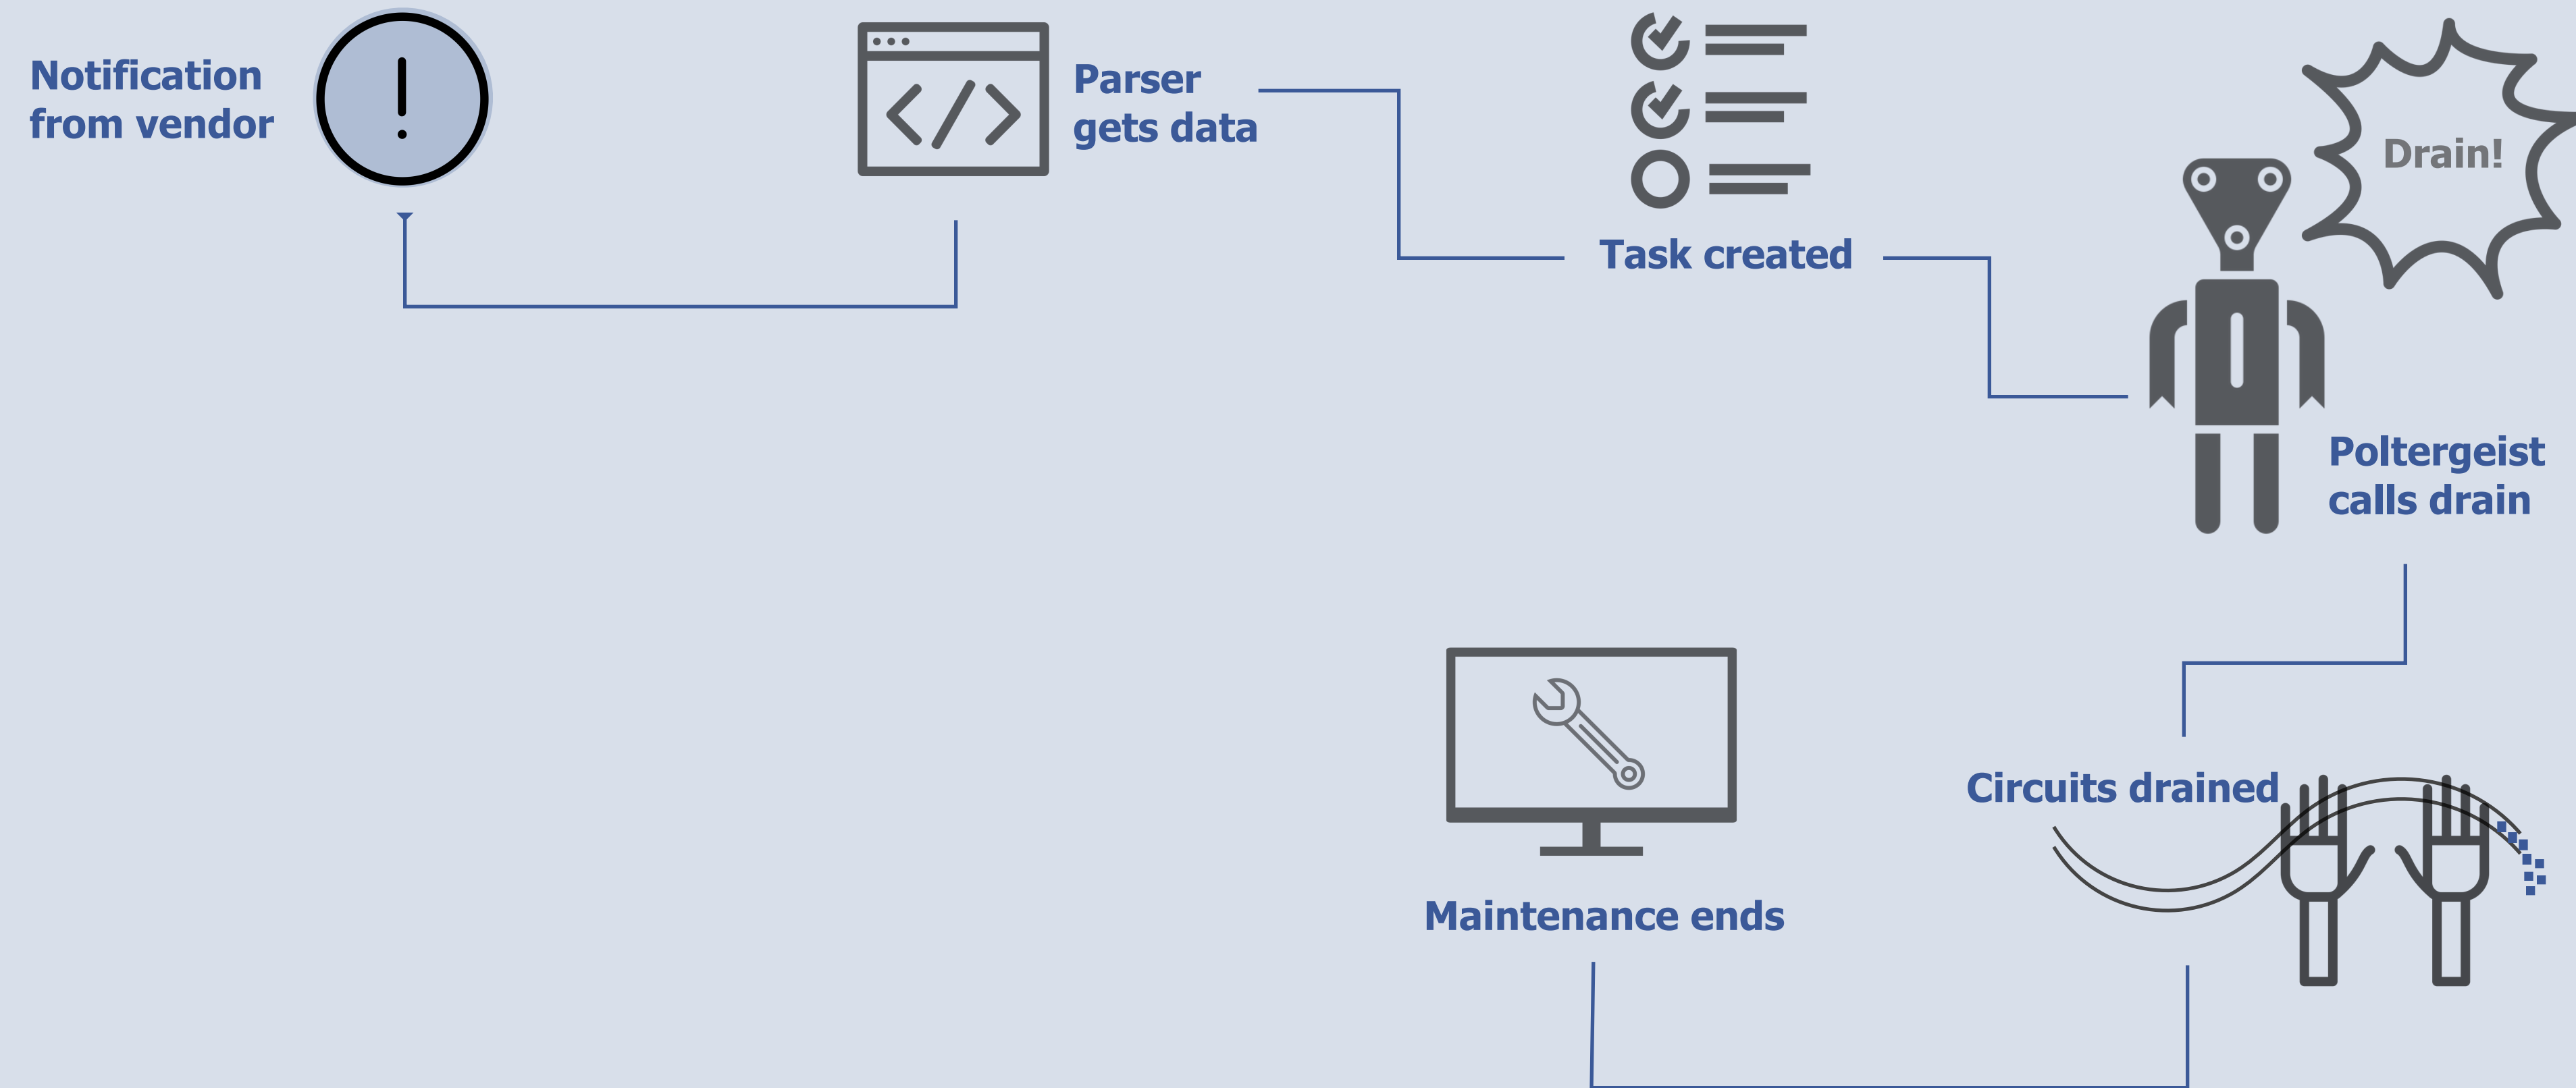 Notification
from vendor
Parser
gets data
Task created
Drain!
Poltergeist
calls drain
Circuits drained
Maintenance ends